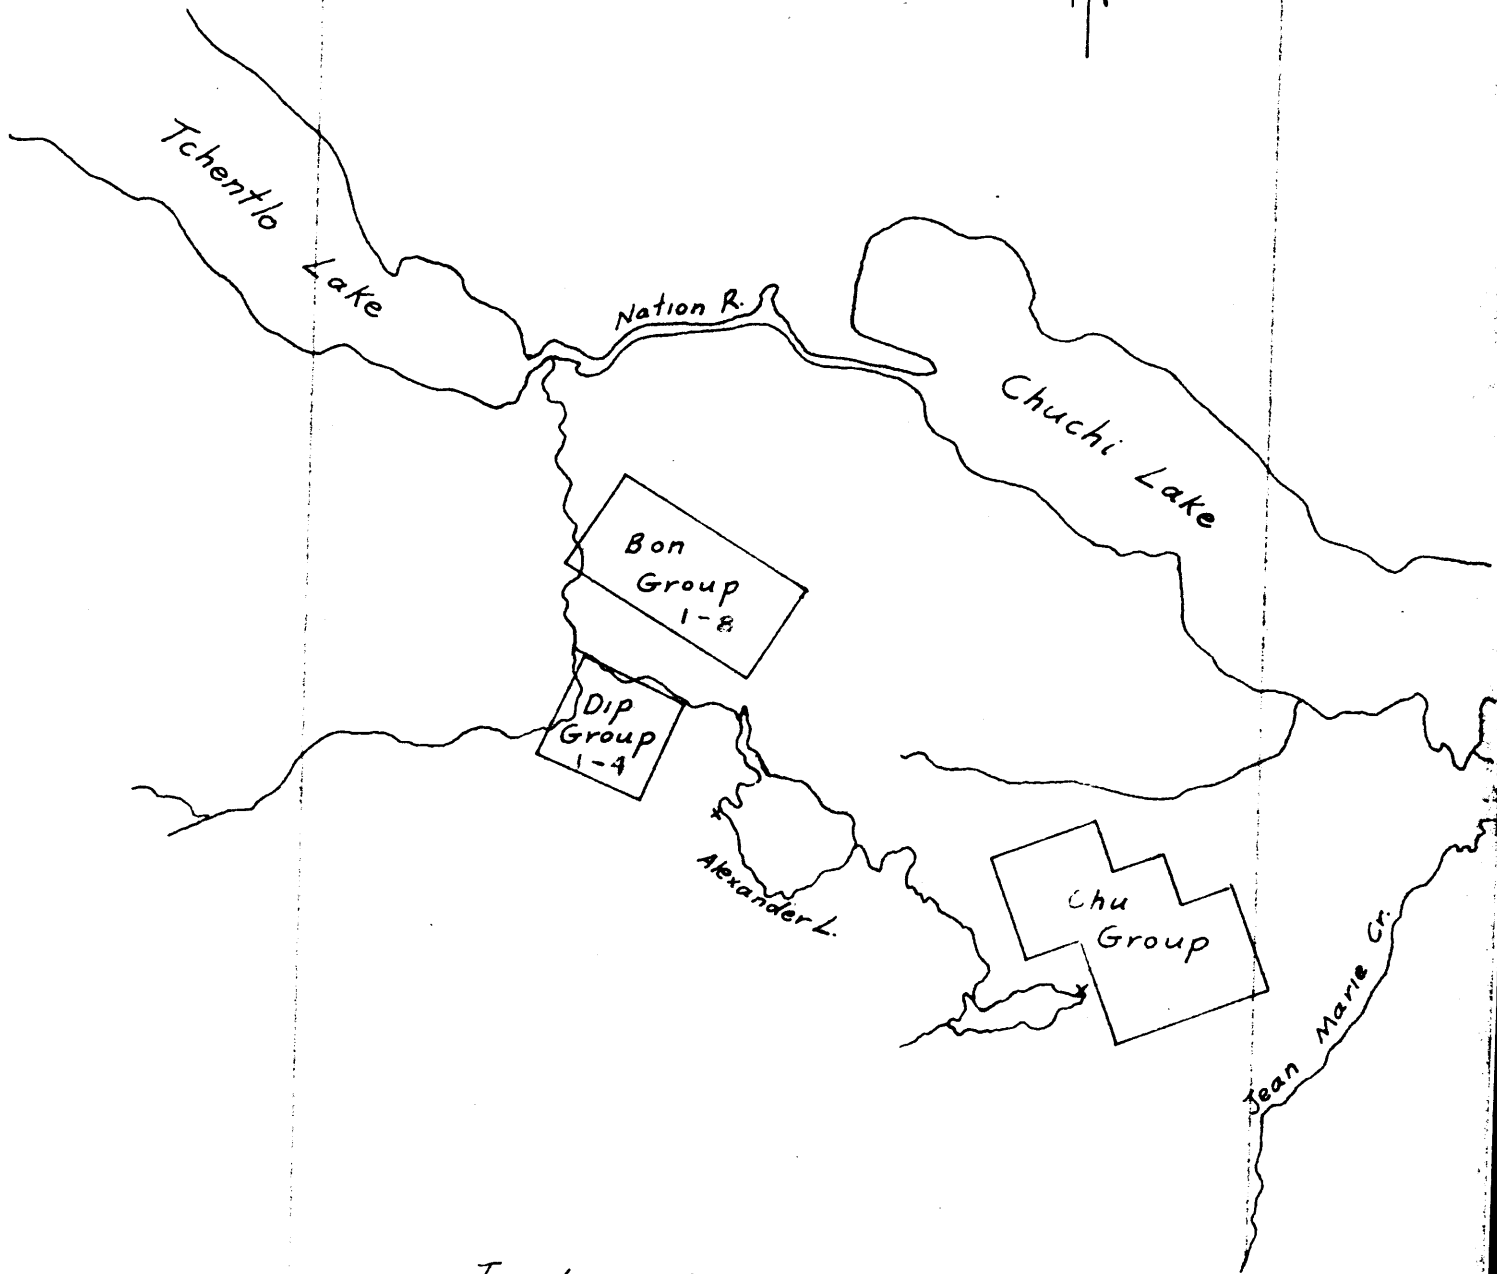 Tchentlo
Lake
Nation R.
Chuchi Lake
Bon
Group
1-8
Dip
Group
1-4
Alexander L.
Chu
Group
Jean Marie Cr.